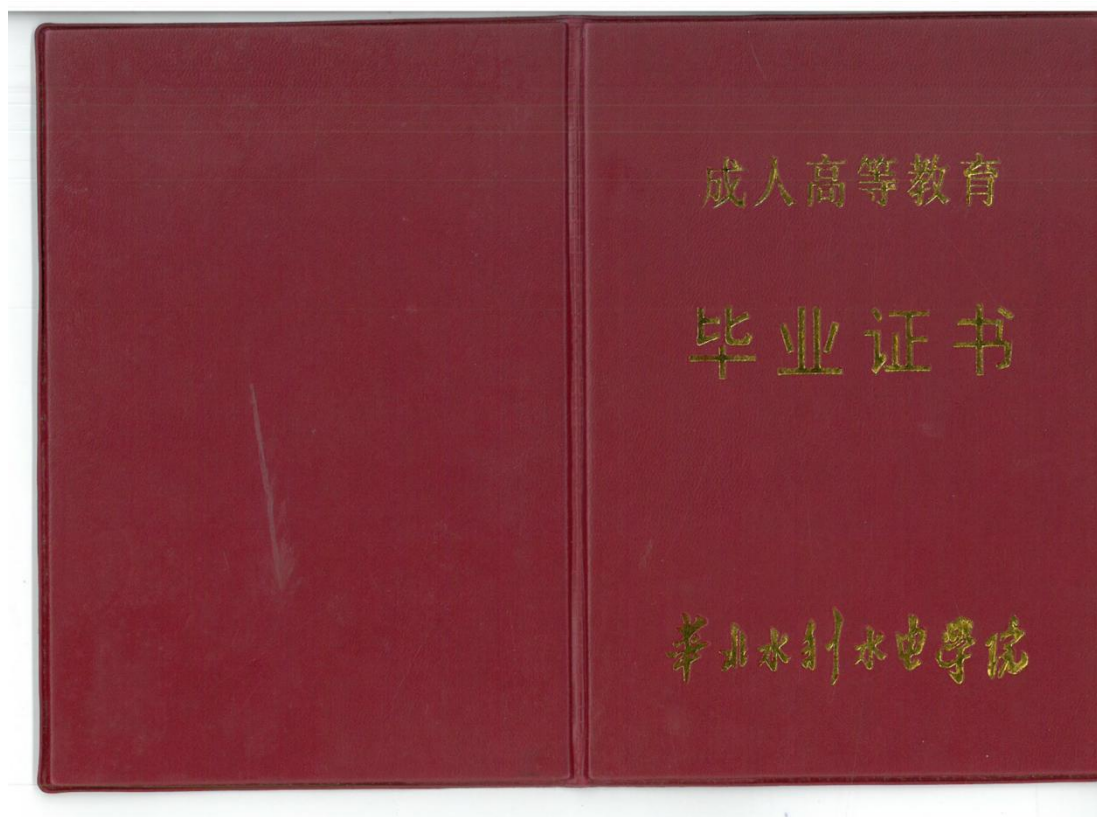 成人高等教育
毕业证书
华北水利水电学院